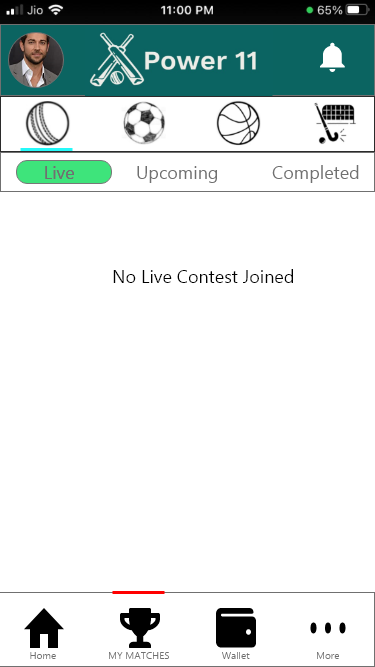 Jio 11:00 PM 65%
Power 11
Live Upcoming Completed
No Live Contest Joined
Home MY MATCHES Wallet More